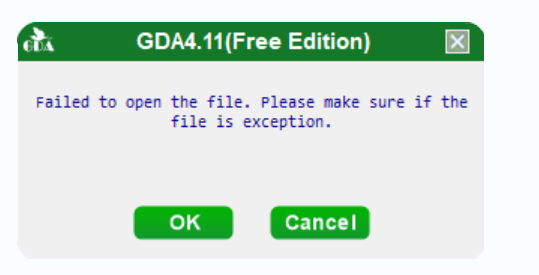 GDA
GDA4.11(Free Edition)
Failed to open the file. Please make sure if the
file is exception.
OK
Cancel